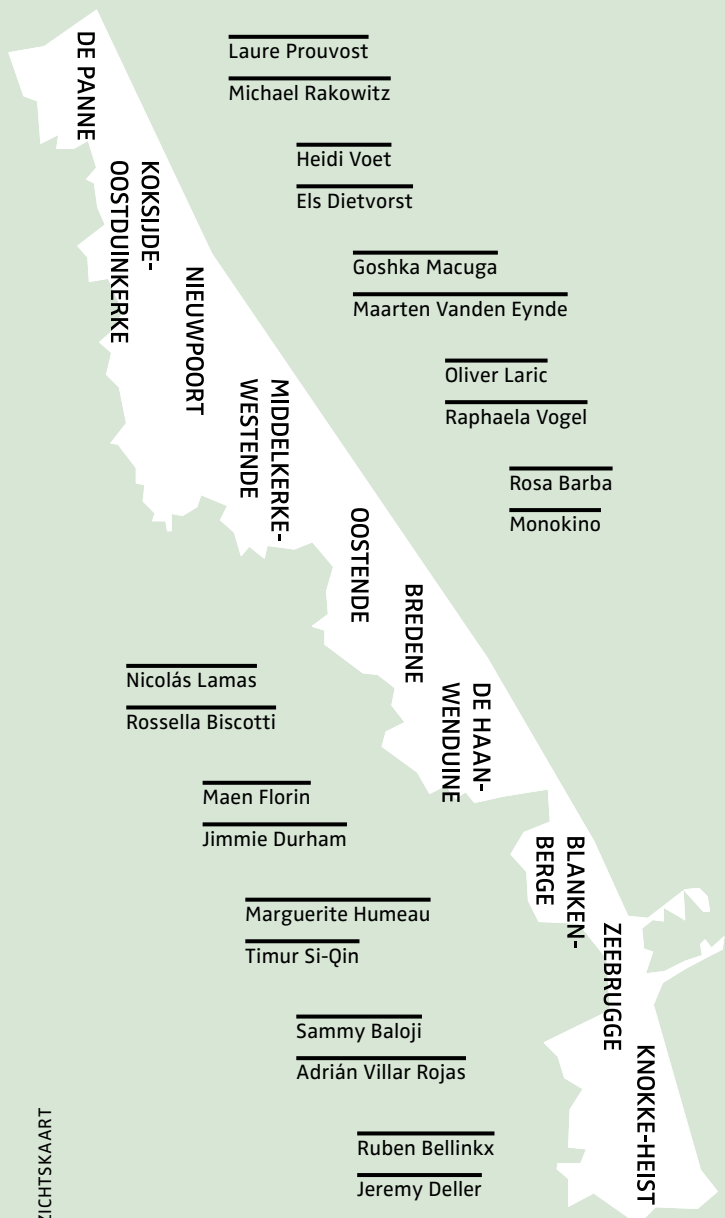 DE PANNE
KOKSIJDE-
OOSTDUINKERKE
NIEUWPOORT
MIDDELKERKE-
WESTENDE
OOSTENDE
BREDENE
DE HAAN-
WENDUINE
BLANKEN-
BERGE
ZEEBRUGGE
KNOKKE-HEIST
Laure Prouvost
Michael Rakowitz
Heidi Voet
Els Dietvorst
Goshka Macuga
Maarten Vanden Eynde
Oliver Laric
Raphaela Vogel
Rosa Barba
Monokino
Nicolás Lamas
Rossella Biscotti
Maen Florin
Jimmie Durham
Marguerite Humeau
Timur Si-Qin
Sammy Baloji
Adrián Villar Rojas
Ruben Bellinkx
Jeremy Deller